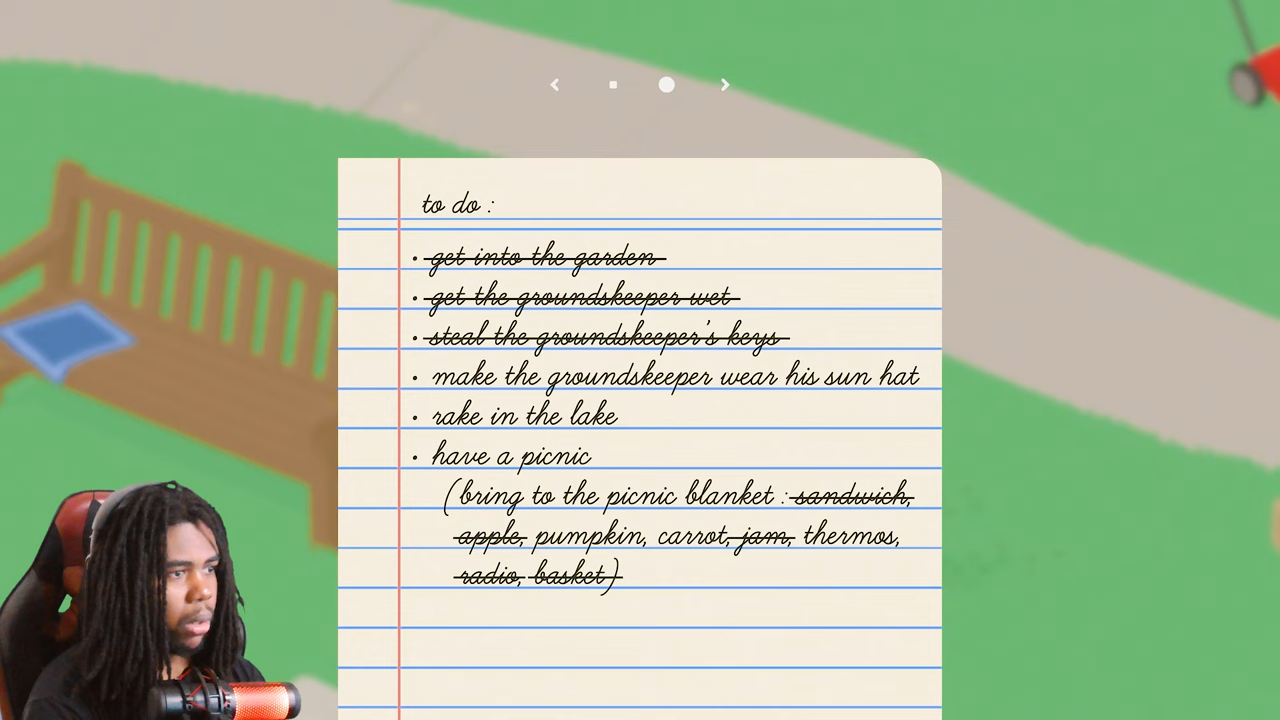 to do :
• get into the garden
• get the groundskeeper wet
• steal the groundskeeper's keys
• make the groundskeeper wear his sun hat
• rake in the lake
• have a picnic
(bring to the picnic blanket : sandwich,
apple, pumpkin, carrot, jam, thermos,
radio, basket)